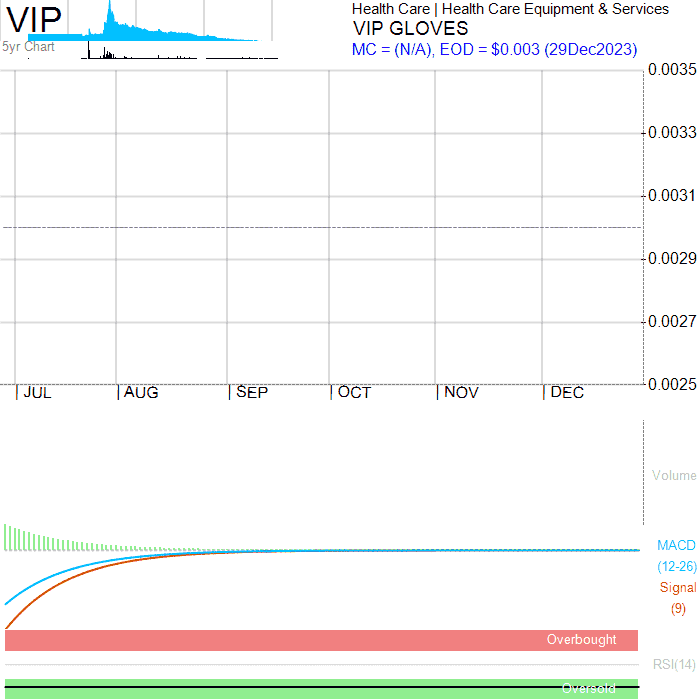 VIP
5yr Chart
Health Care | Health Care Equipment & Services
VIP GLOVES
MC = (N/A), EOD = $0.003 (29Dec2023)
0.0035
0.0033
0.0031
0.0029
0.0027
0.0025
JUL AUG SEP OCT NOV DEC
Volume
MACD
(12-26)
Signal
(9)
Overbought
RSI(14)
Oversold